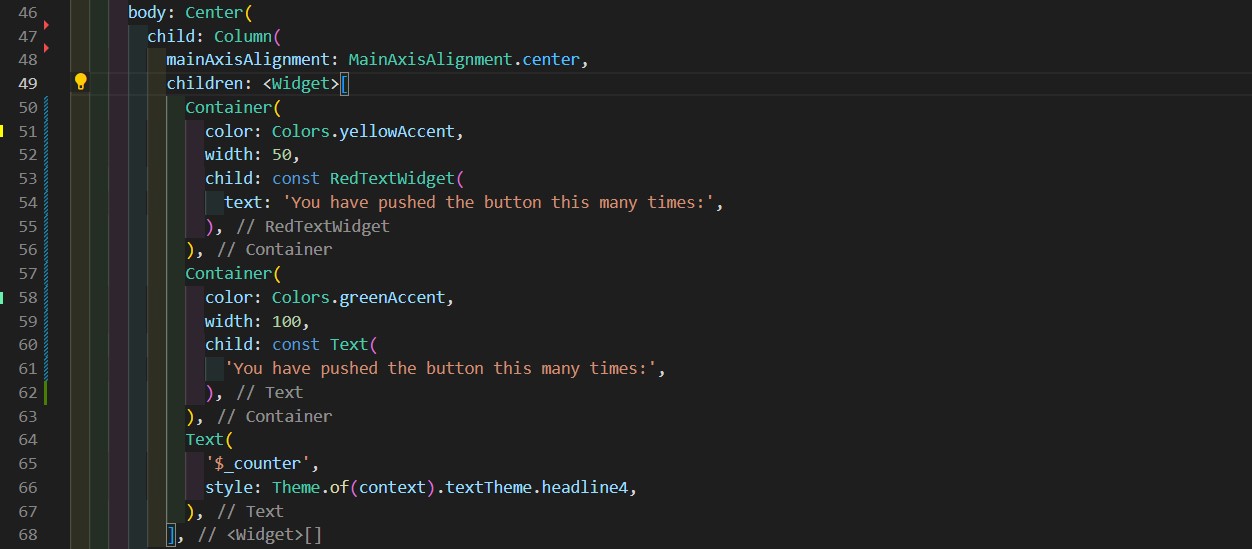 46 body: Center(
47 child: Column(
48 mainAxisAlignment: MainAxisAlignment.center,
49 children: <Widget>[
50 Container(
51 color: Colors.yellowAccent,
52 width: 50,
53 child: const RedTextWidget(
54 text: 'You have pushed the button this many times:',
55 ), // RedTextWidget
56 ), // Container
57 Container(
58 color: Colors.greenAccent,
59 width: 100,
60 child: const Text(
61 'You have pushed the button this many times:',
62 ), // Text
63 ), // Container
64 Text(
65 '$_counter',
66 style: Theme.of(context).textTheme.headline4,
67 ), // Text
68 ], // <Widget>[]